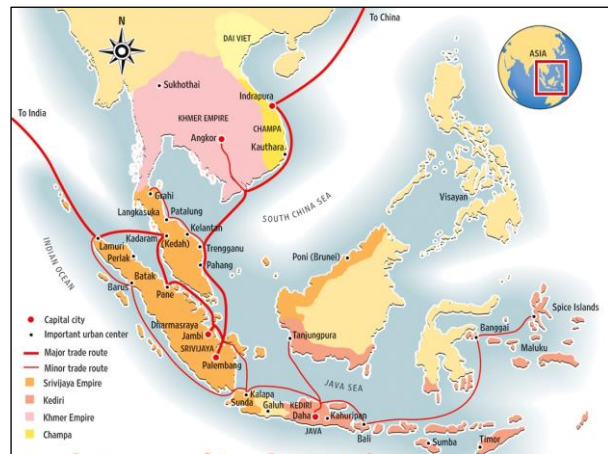 To China
N
DAI VIET
ASIA
Sukhothai
Indrapura
To India
KHMER EMPIRE
Angkor
CHAMPA
Kauthara
Grahi
SOUTH CHINA SEA
Visayan
Langkasuka
Patalung
Kelantan
INDIAN OCEAN
Kadaram
(Kedah)
Trengganu
Lamuri
Perlak
Pahang
Poni (Brunei)
Batak
Barus
Pane
Spice Islands
Capital city
Important urban center
Dharmasraya
Jambi
Tanjungpura
Banggai
Maluku
Major trade route
SRIVIJAYA
Palembang
Minor trade route
JAVA SEA
Srivijaya Empire
Kalapa
Kediri
Sunda
Galuh
KEDIRI
Daha
Kahuripan
Khmer Empire
JAVA
Bali
Sumba
Timor
Champa